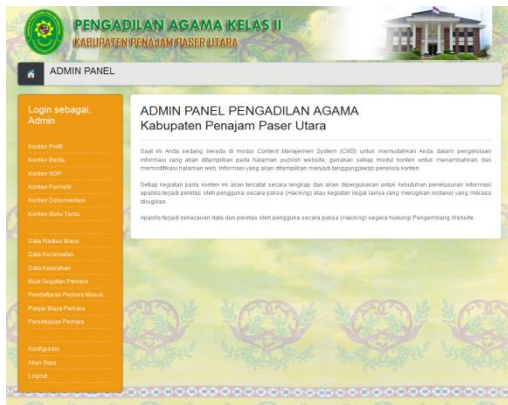 PENGADILAN AGAMA KELAS II
KABUPATEN PENAJAM PASER UTARA
ADMIN PANEL
Login sebagai,
Admin
Konten Profil
Konten Berita
Konten SOP
Konten Formulir
Konten Dokumentasi
Konten Buku Tamu
Data Radius Biaya
Data Kecamatan
Data Kelurahan
Buat Gugatan Perkara
Pendaftaran Perkara Masuk
Panjar Biaya Perkara
Persetujuan Perkara
Konfigurasi
Akun Saya
Logout
ADMIN PANEL PENGADILAN AGAMA
Kabupaten Penajam Paser Utara
Saat ini Anda sedang berada di modul Content Manajemen System (CMS) untuk memudahkan Anda dalam pengelolaan
informasi yang akan ditampilkan pada halaman publish website, gunakan setiap modul konten untuk menambahkan dan
memodifikasi halaman web. Informasi yang akan ditampilkan menjadi tanggungjawab penelola konten.
Setiap kegiatan pada konten ini akan tercatat secara lengkap dan akan dipergunakan untuk kebutuhan penelusuran informasi
apabila terjadi peretas oleh pengguna secara paksa (Hacking) atau kegiatan ilegal lainya yang merugikan instansi yang merasa
dirugikan.
Apabila terjadi kekacauan data dan peretas oleh pengguna secara paksa (Hacking) segera hubungi Pengembang Website.